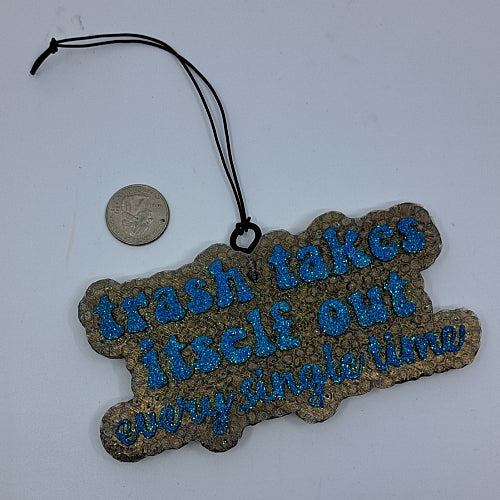 trash takes
itself out
every single time